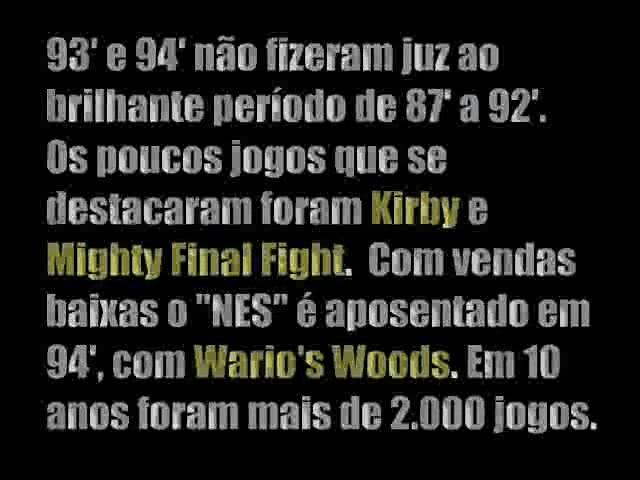 93' e 94' não fizeram juz ao
brilhante período de 87' a 92'.
Os poucos jogos que se
destacaram foram Kirby e
Mighty Final Fight. Com vendas
baixas o "NES" é aposentado em
94', com Wario's Woods. Em 10
anos foram mais de 2.000 jogos.